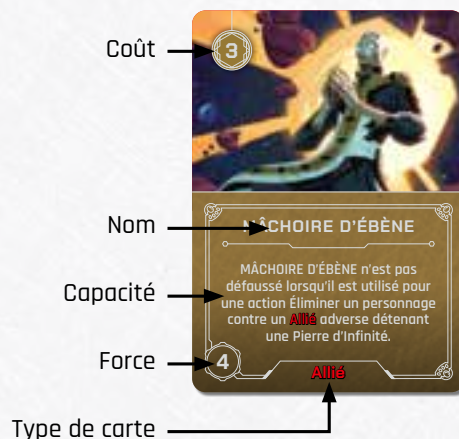 Coût
3
Nom
MÂCHOIRE D'ÉBÈNE
Capacité
MÂCHOIRE D'ÉBÈNE n'est pas
défaussé lorsqu'il est utilisé pour
une action Éliminer un personnage
contre un Allié adverse détenant
une Pierre d'Infinité.
Force
4
Allié
Type de carte